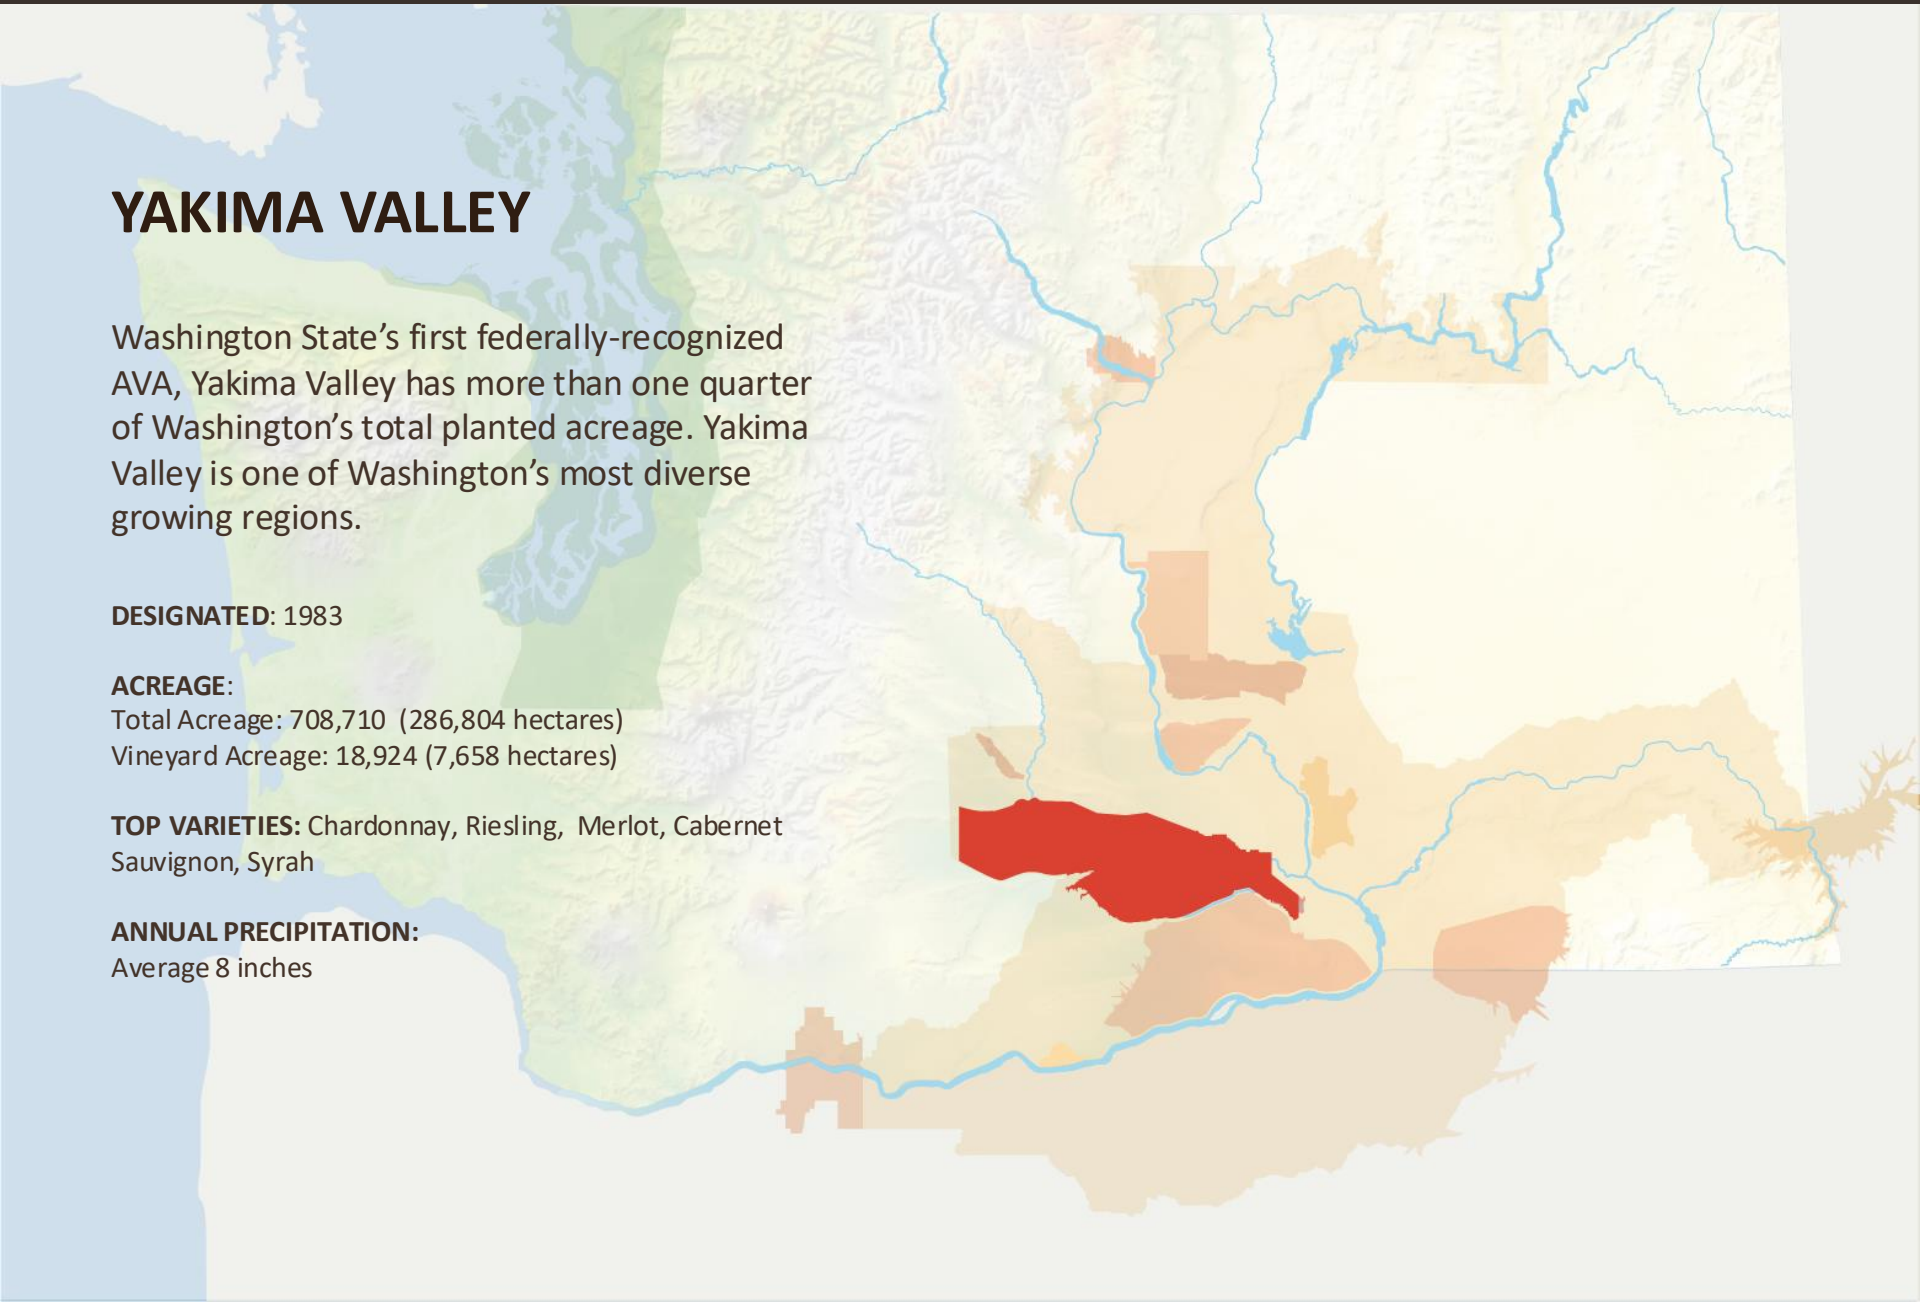 YAKIMA VALLEY
Washington State’s first federally-recognized
AVA, Yakima Valley has more than one quarter
of Washington’s total planted acreage. Yakima
Valley is one of Washington’s most diverse
growing regions.
DESIGNATED: 1983
ACREAGE:
Total Acreage: 708,710 (286,804 hectares)
Vineyard Acreage: 18,924 (7,658 hectares)
TOP VARIETIES: Chardonnay, Riesling, Merlot, Cabernet
Sauvignon, Syrah
ANNUAL PRECIPITATION:
Average 8 inches